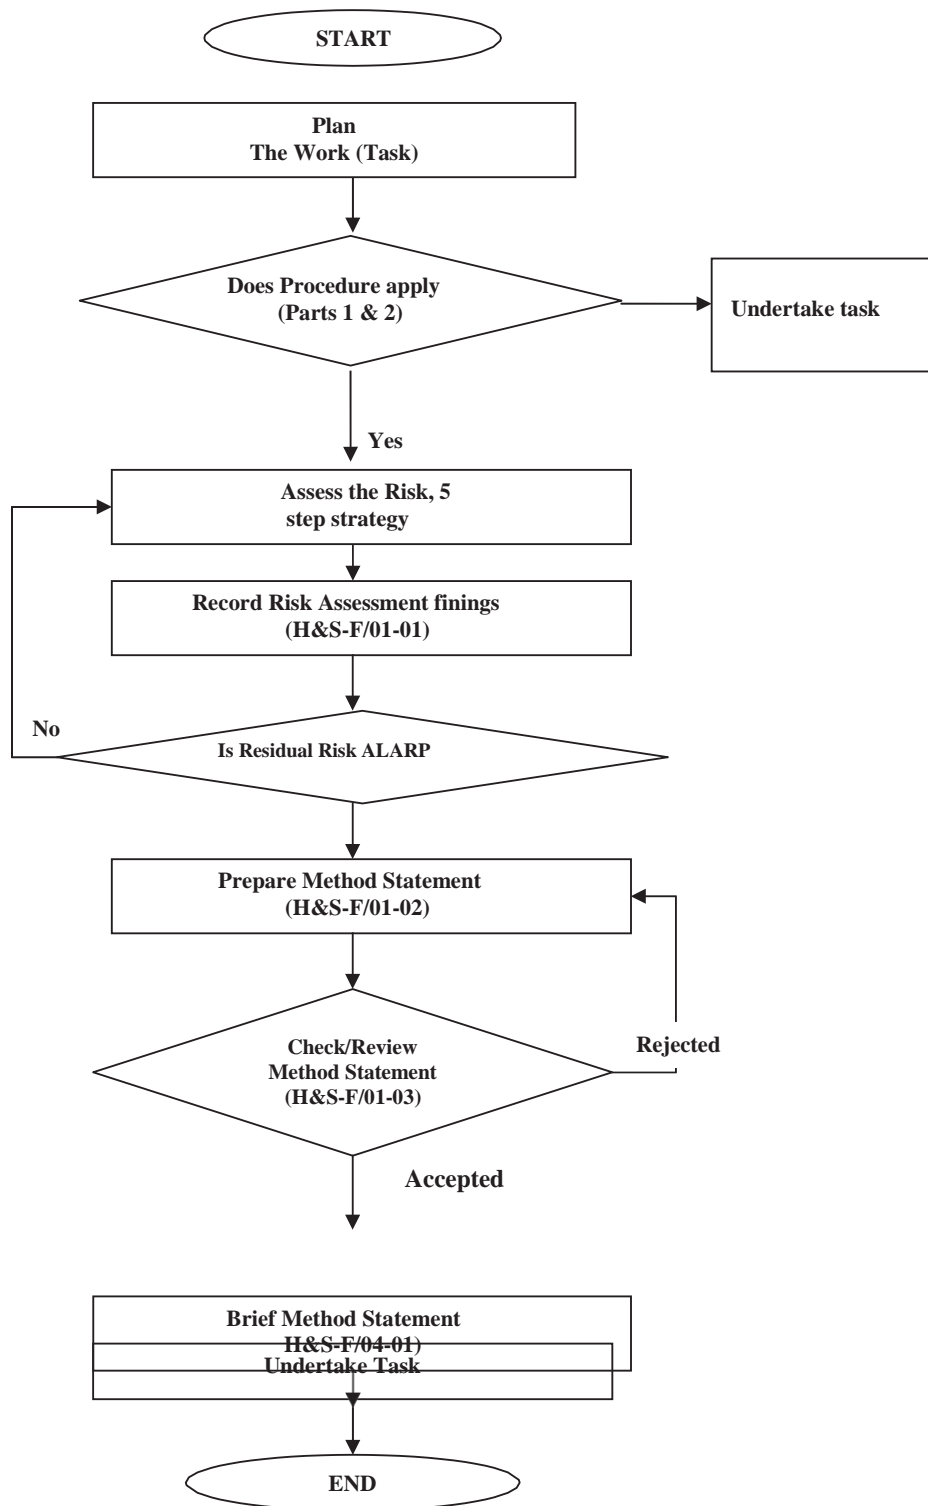 START
Plan
The Work (Task)
Does Procedure apply
(Parts 1 & 2)
Undertake task
Yes
Assess the Risk, 5
step strategy
Record Risk Assessment finings
(H&S-F/01-01)
No
Is Residual Risk ALARP
Prepare Method Statement
(H&S-F/01-02)
Check/Review
Method Statement
(H&S-F/01-03)
Rejected
Accepted
Brief Method Statement
H&S-F/04-01)
Undertake Task
END